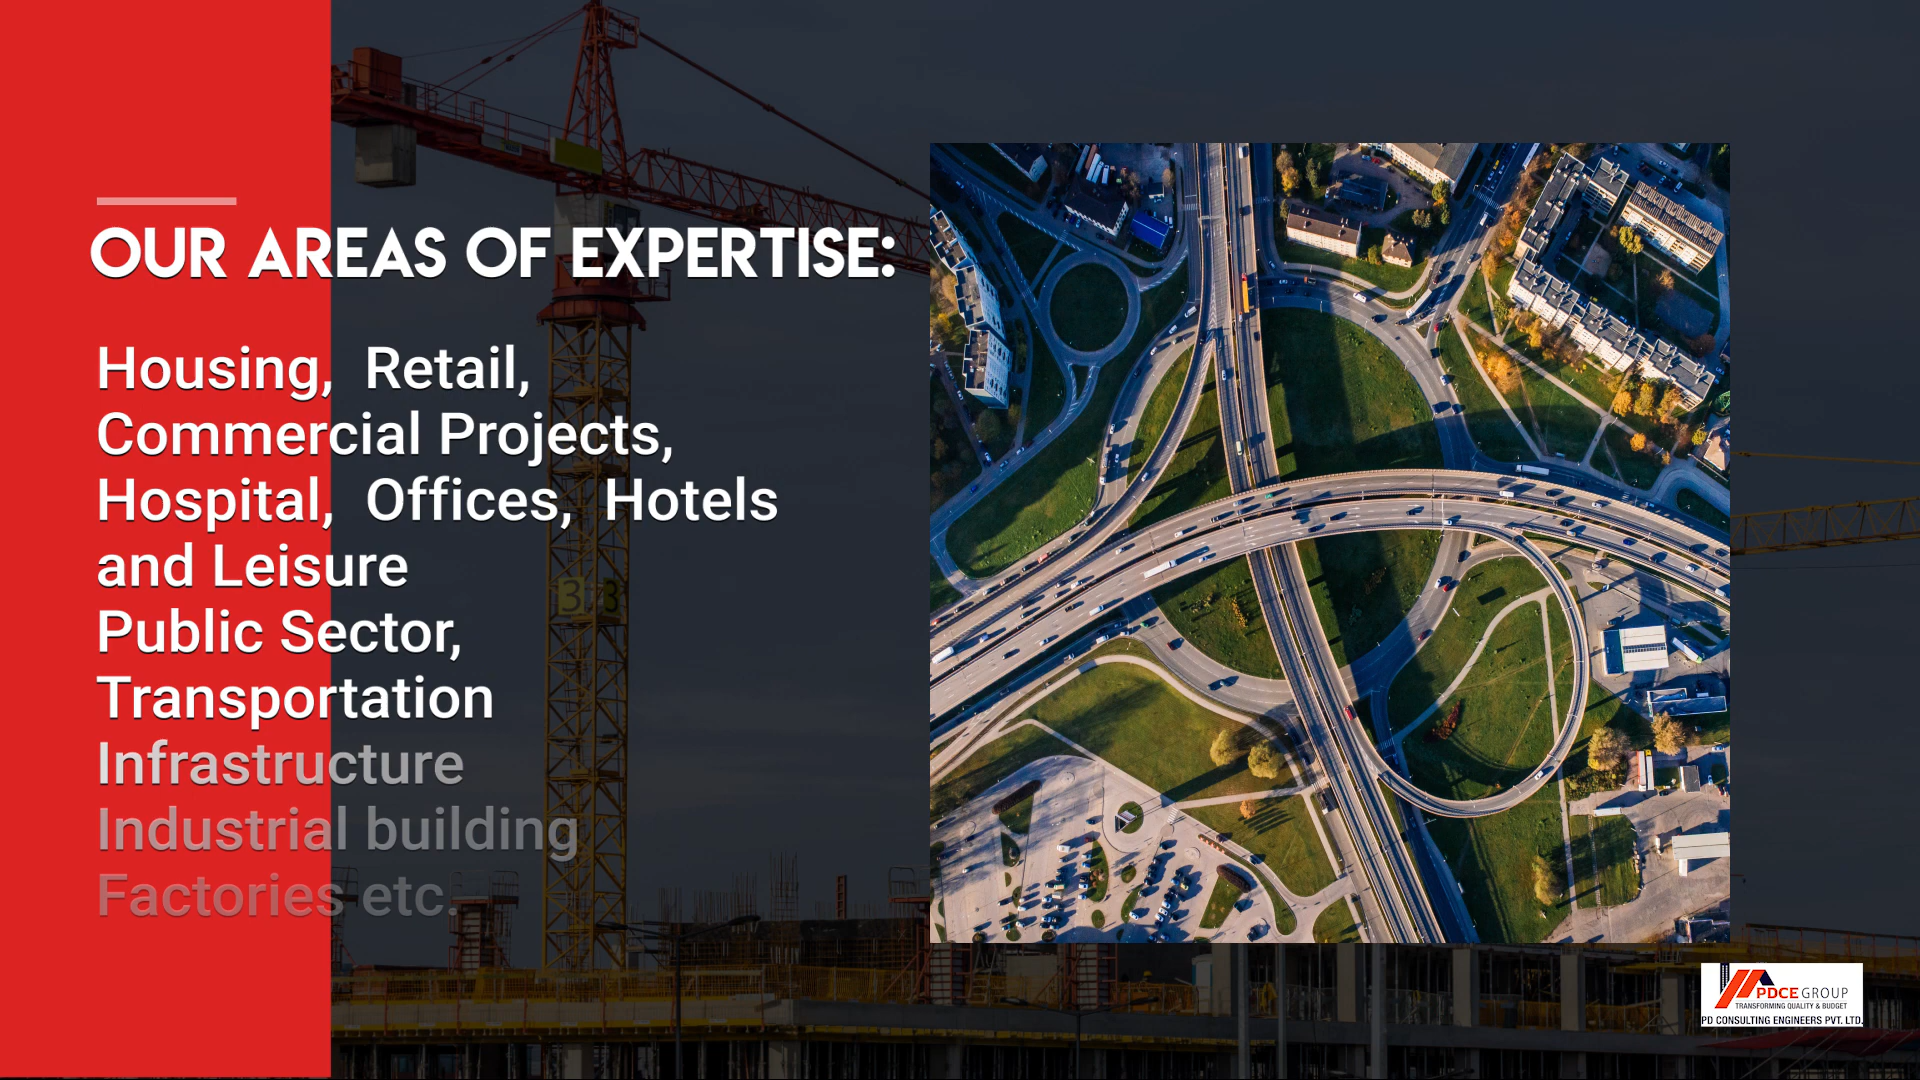 OUR AREAS OF EXPERTISE:
Housing, Retail,
Commercial Projects,
Hospital, Offices, Hotels
and Leisure
Public Sector,
Transportation
Infrastructure
Industrial building
Factories etc.
33
PDCE GROUP
TRANSFORMING QUALITY & BUDGET
PD CONSULTING ENGINEERS PVT. LTD.